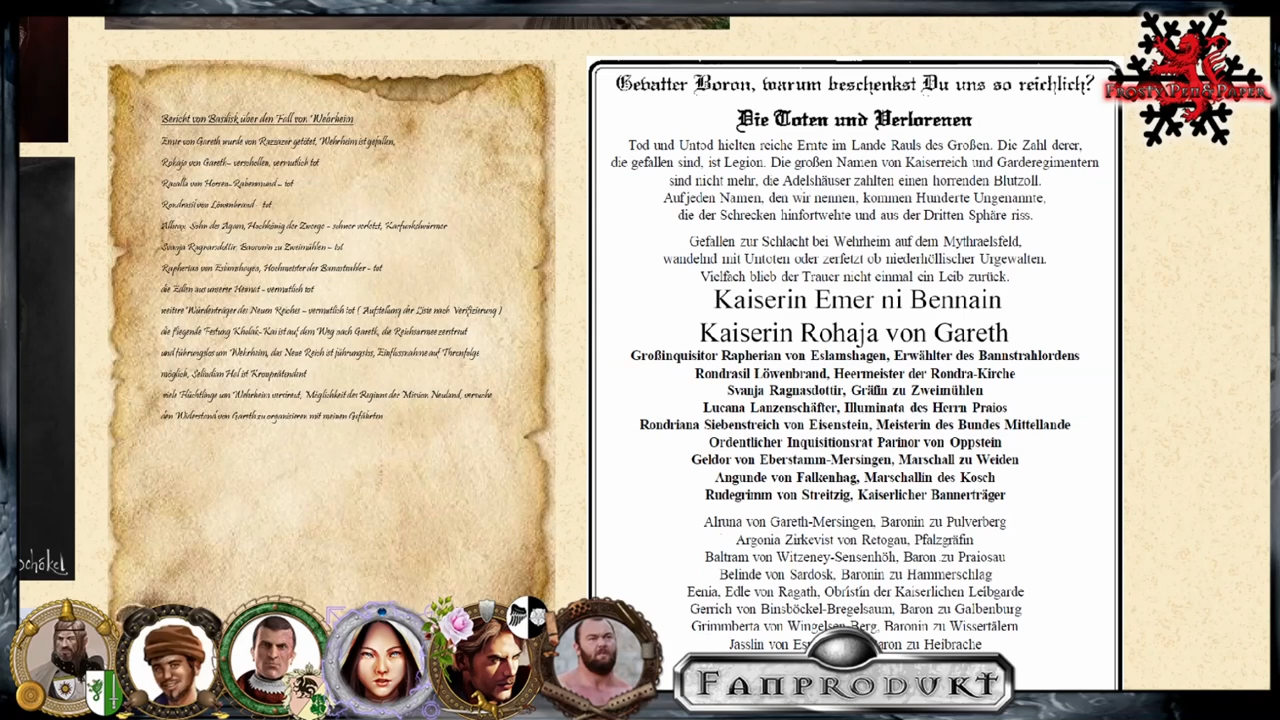 Bericht von Basilisk über den Fall von Wehrheim
Emer von Gareth wurde von Razzazor getötet, Wehrheim ist gefallen,
Rohaja von Gareth– verschollen, vermutlich tot
von Rabenmund – tot
Rondrasil von Löwenbrand - tot
Albrax, Sohn des Agam, Hochkönig der Zwerge - schwer verletzt, Karfunkelwürmer
Svanja Ragnarsdottir, Baronin zu Zweimühlen – tot
Rapherian von Eslamshagen, Hochmeister der Bannstrahler - tot
die Edlen aus unserer Heimat - vermutlich tot
weitere Würdenträger des Neuen Reiches – vermutlich tot ( Aufstellung der Liste nach Verifizierung )
die fliegende Festung Kholak-Kai ist auf dem Weg nach Gareth, die Reichsarmee zerstreut
und führungslos um Wehrheim, das Neue Reich ist führungslos, Einflussnahme auf Thronfolge
möglich, Selindian Hal ist Kronprätendent
viele Flüchtlinge um Wehrheim verstreut, Möglichkeit des Beginns der Mission Neuland, versuche
den Widerstand von Gareth zu organisieren mit meinen Gefährten
Gevatter Boron, warum beschenkst Du uns so reichlich?
Die Toten und Verlorenen
Tod und Untod hielten reiche Ernte im Lande Rauls des Großen. Die Zahl derer,
die gefallen sind, ist Legion. Die großen Namen von Kaiserreich und Garderegimentern
sind nicht mehr, die Adelshäuser zahlten einen horrenden Blutzoll.
Auf jeden Namen, den wir nennen, kommen Hunderte Ungenannte,
die der Schrecken hinfortwehte und aus der Dritten Sphäre riss.
Gefallen zur Schlacht bei Wehrheim auf dem Mythraelsfeld,
wandelnd mit Untoten oder zerfetzt ob niederhöllischer Urgewalten.
Vielfach blieb der Trauer nicht einmal ein Leib zurück.
Kaiserin Emer ni Bennain
Kaiserin Rohaja von Gareth
Großinquisitor Rapherian von Eslamshagen, Erwählter des Bannstrahlordens
Rondrasil Löwenbrand, Heermeister der Rondra-Kirche
Svanja Ragnasdottir, Gräfin zu Zweimühlen
Lucana Lanzenschäfter, Illuminata des Herrn Praios
Rondriana Siebenstreich von Eisenstein, Meisterin des Bundes Mittellande
Ordentlicher Inquisitionsrat Parinor von Oppstein
Geldor von Eberstamm-Mersingen, Marschall zu Weiden
Angunde von Falkenhag, Marschallin des Kosch
Rudegrimm von Streitzig, Kaiserlicher Bannerträger
Alruna von Gareth-Mersingen, Baronin zu Pulverberg
Argonia Zirkevist von Retogau, Pfalzgräfin
Baltram von Witzeney-Sensenhöh, Baron zu Praiosau
Belinde von Sardosk, Baronin zu Hammerschlag
Eenia, Edle von Ragath, Obristin der Kaiserlichen Leibgarde
Gerrich von Binsböckel-Bregelsaum, Baron zu Galbenburg
Grimmberta von Wingelsen-Berg, Baronin zu Wissertälern
Jasslin von aron zu Heibrache
FROSTY PEN & PAPER
FANPRODUKT